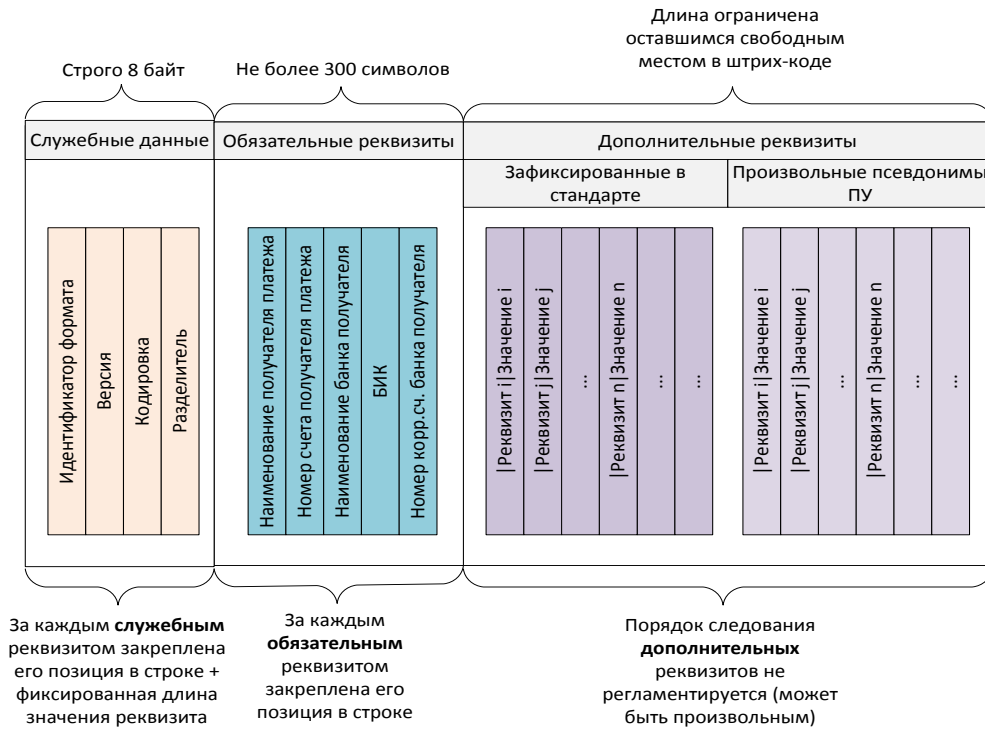 Строго 8 байт
Не более 300 символов
Длина ограничена
оставшимся свободным
местом в штрих-коде
Служебные данные
Обязательные реквизиты
Дополнительные реквизиты
Зафиксированные в
стандарте
Произвольные псевдонимы
ПУ
Идентификатор формата
Версия
Кодировка
Разделитель
Наименование получателя платежа
Номер счета получателя платежа
Наименование банка получателя
БИК
Номер корр.сч. банка получателя
|Реквизит i|Значение i
|Реквизит j|Значение j
...
|Реквизит n|Значение n
...
...
|Реквизит i|Значение i
|Реквизит j|Значение j
...
|Реквизит n|Значение n
...
...
За каждым служебным
реквизитом закреплена
его позиция в строке +
фиксированная длина
значения реквизита
За каждым
обязательным
реквизитом
закреплена его
позиция в строке
Порядок следования
дополнительных
реквизитов не
регламентируется (может
быть произвольным)